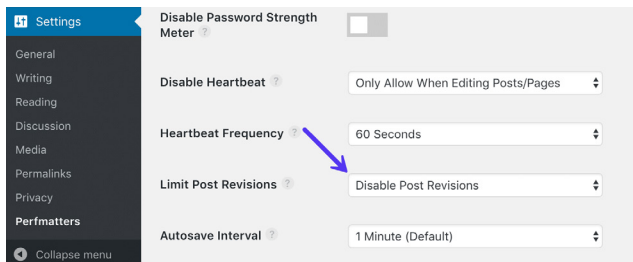 Settings
General
Writing
Reading
Discussion
Media
Permalinks
Privacy
Perfmatters
Collapse menu
Disable Password Strength
Meter ?
Disable Heartbeat ? Only Allow When Editing Posts/Pages
Heartbeat Frequency ? 60 Seconds
Limit Post Revisions ? Disable Post Revisions
Autosave Interval ? 1 Minute (Default)